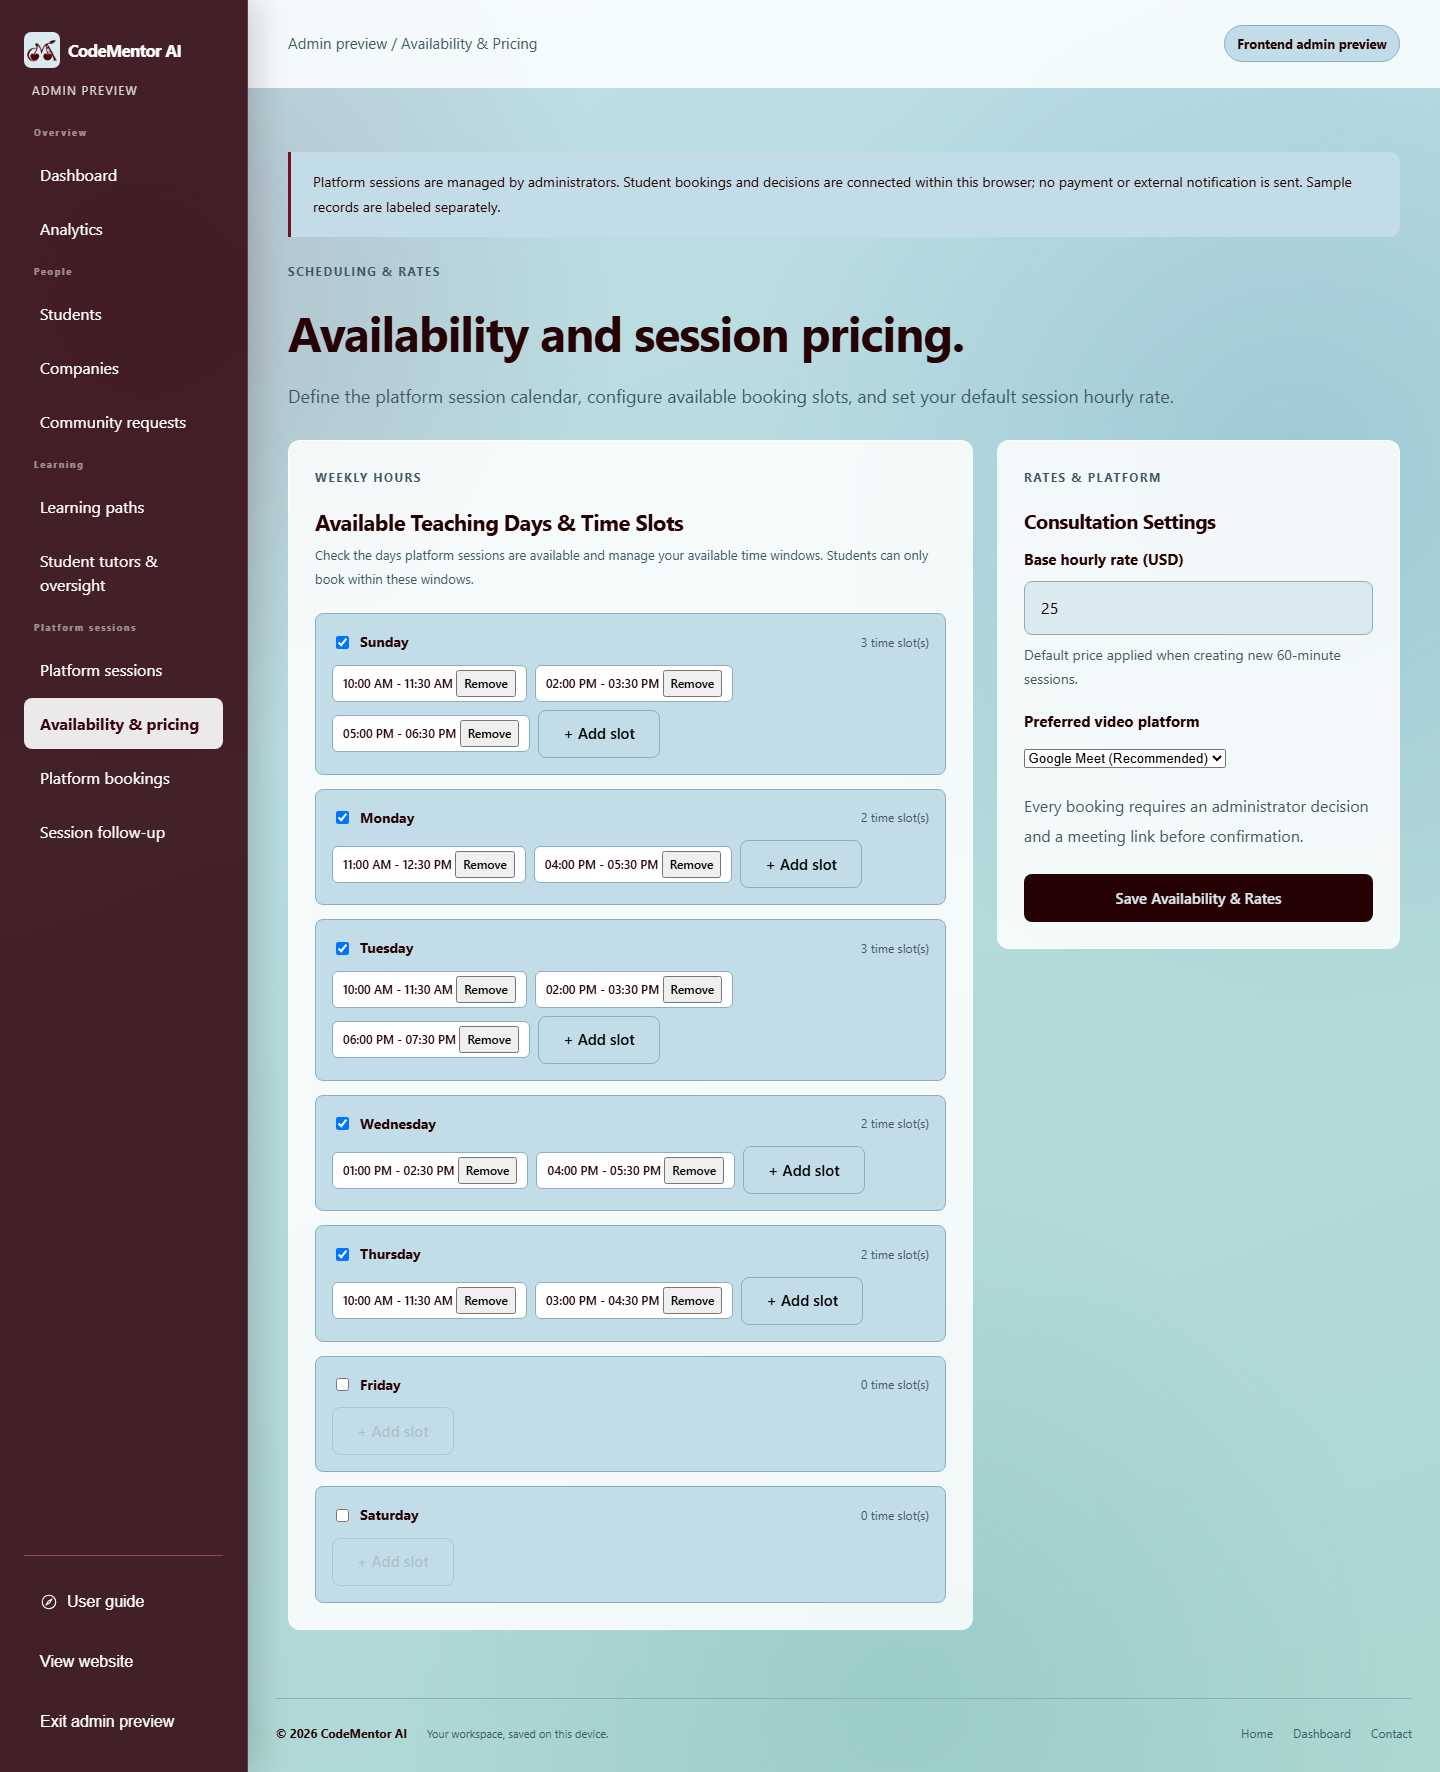 CodeMentor AI
ADMIN PREVIEW
Overview
Dashboard
Analytics
People
Students
Companies
Community requests
Learning
Learning paths
Student tutors &
oversight
Platform sessions
Platform sessions
Availability & pricing
Platform bookings
Session follow-up
User guide
View website
Exit admin preview
Admin preview / Availability & Pricing
Frontend admin preview
Platform sessions are managed by administrators. Student bookings and decisions are connected within this browser; no payment or external notification is sent. Sample
records are labeled separately.
SCHEDULING & RATES
Availability and session pricing.
Define the platform session calendar, configure available booking slots, and set your default session hourly rate.
WEEKLY HOURS
Available Teaching Days & Time Slots
Check the days platform sessions are available and manage your available time windows. Students can only
book within these windows.
Sunday 3 time slot(s)
10:00 AM - 11:30 AM Remove 02:00 PM - 03:30 PM Remove
05:00 PM - 06:30 PM Remove + Add slot
Monday 2 time slot(s)
11:00 AM - 12:30 PM Remove 04:00 PM - 05:30 PM Remove + Add slot
Tuesday 3 time slot(s)
10:00 AM - 11:30 AM Remove 02:00 PM - 03:30 PM Remove
06:00 PM - 07:30 PM Remove + Add slot
Wednesday 2 time slot(s)
01:00 PM - 02:30 PM Remove 04:00 PM - 05:30 PM Remove + Add slot
Thursday 2 time slot(s)
10:00 AM - 11:30 AM Remove 03:00 PM - 04:30 PM Remove + Add slot
Friday 0 time slot(s)
+ Add slot
Saturday 0 time slot(s)
+ Add slot
RATES & PLATFORM
Consultation Settings
Base hourly rate (USD)
25
Default price applied when creating new 60-minute
sessions.
Preferred video platform
Google Meet (Recommended)
Every booking requires an administrator decision
and a meeting link before confirmation.
Save Availability & Rates
© 2026 CodeMentor AI Your workspace, saved on this device.
Home Dashboard Contact